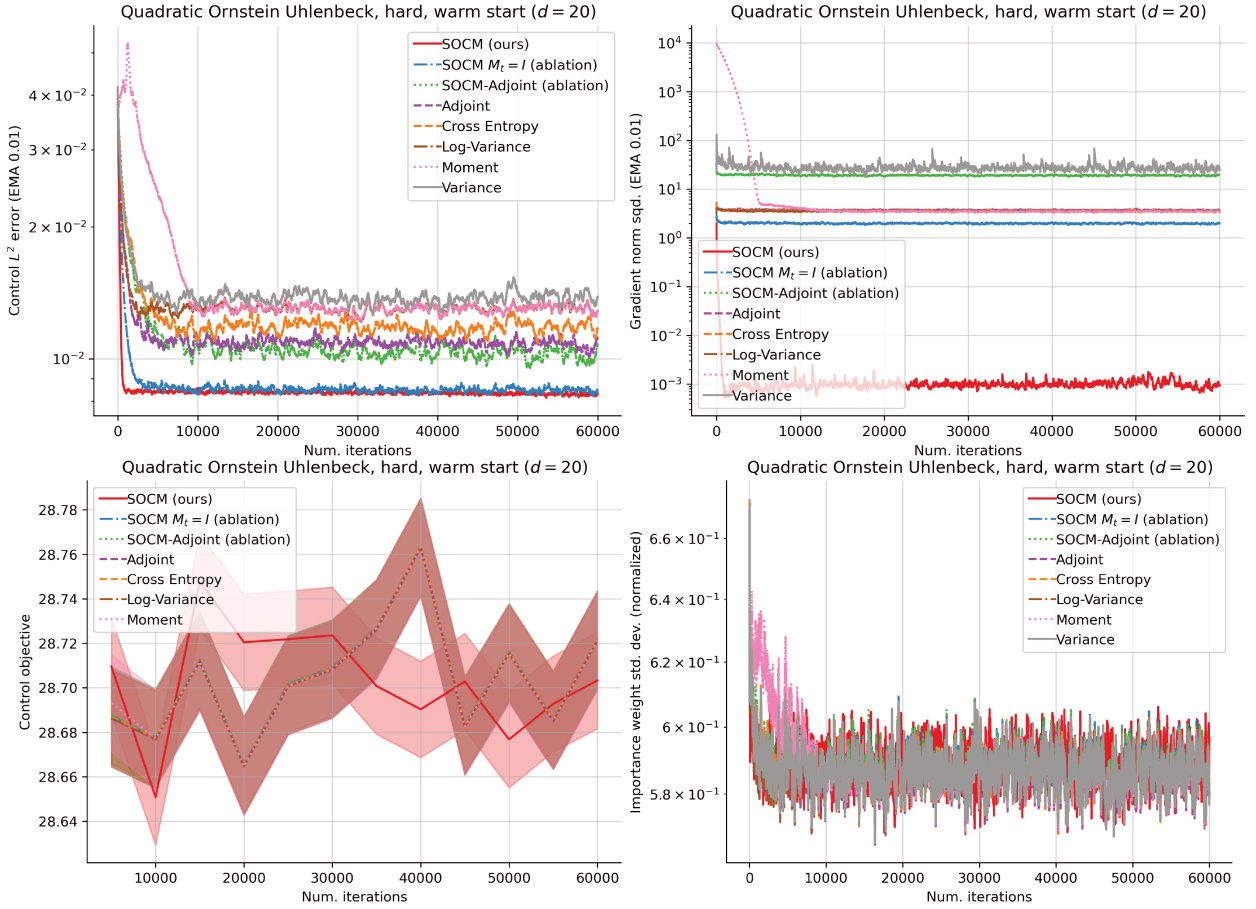 Quadratic Ornstein Uhlenbeck, hard, warm start (d = 20)
Control L² error (EMA 0.01)
4 × 10⁻²
3 × 10⁻²
2 × 10⁻²
10⁻²
SOCM (ours)
SOCM Mₜ = I (ablation)
SOCM-Adjoint (ablation)
Adjoint
Cross Entropy
Log-Variance
Moment
Variance
0 10000 20000 30000 40000 50000 60000
Num. iterations
Quadratic Ornstein Uhlenbeck, hard, warm start (d = 20)
Gradient norm sqd. (EMA 0.01)
10⁴
10³
10²
10¹
10⁰
10⁻¹
10⁻²
10⁻³
SOCM (ours)
SOCM Mₜ = I (ablation)
SOCM-Adjoint (ablation)
Adjoint
Cross Entropy
Log-Variance
Moment
Variance
0 10000 20000 30000 40000 50000 60000
Num. iterations
Quadratic Ornstein Uhlenbeck, hard, warm start (d = 20)
Control objective
28.78
28.76
28.74
28.72
28.70
28.68
28.66
28.64
SOCM (ours)
SOCM Mₜ = I (ablation)
SOCM-Adjoint (ablation)
Adjoint
Cross Entropy
Log-Variance
Moment
10000 20000 30000 40000 50000 60000
Num. iterations
Quadratic Ornstein Uhlenbeck, hard, warm start (d = 20)
Importance weight std. dev. (normalized)
6.6 × 10⁻¹
6.4 × 10⁻¹
6.2 × 10⁻¹
6 × 10⁻¹
5.8 × 10⁻¹
SOCM (ours)
SOCM Mₜ = I (ablation)
SOCM-Adjoint (ablation)
Adjoint
Cross Entropy
Log-Variance
Moment
Variance
0 10000 20000 30000 40000 50000 60000
Num. iterations